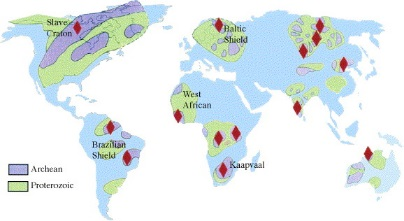 Slave
Craton
Baltic
Shield
West
African
Brazilian
Shield
Kaapvaal
Archean
Proterozoic